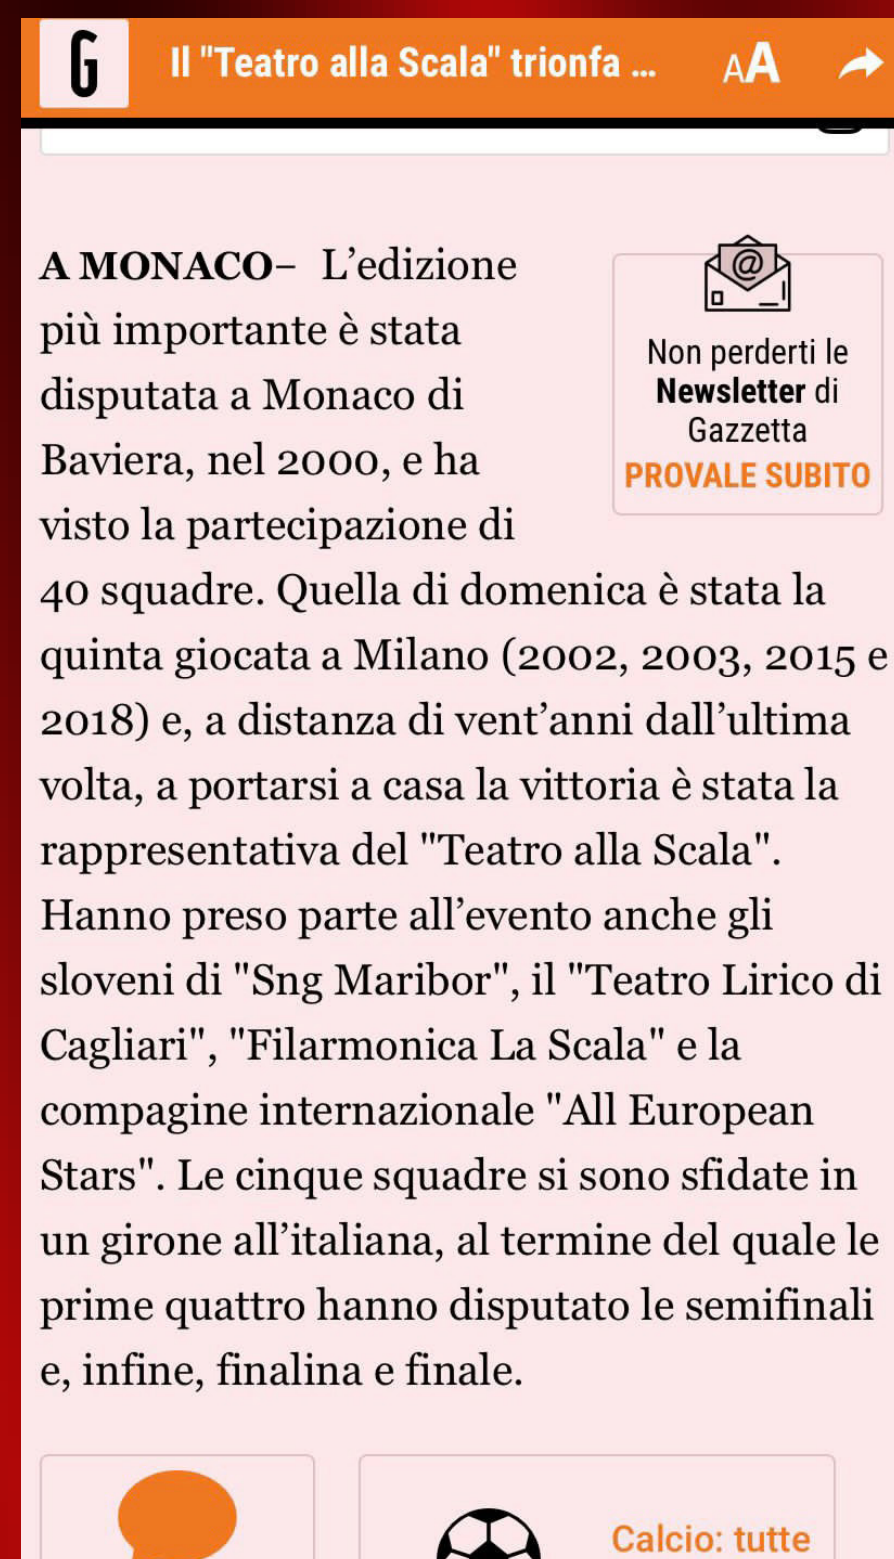 G
Il "Teatro alla Scala" trionfa ...
AA
A MONACO– L’edizione
più importante è stata
disputata a Monaco di
Baviera, nel 2000, e ha
visto la partecipazione di
40 squadre. Quella di domenica è stata la
quinta giocata a Milano (2002, 2003, 2015 e
2018) e, a distanza di vent’anni dall’ultima
volta, a portarsi a casa la vittoria è stata la
rappresentativa del "Teatro alla Scala".
Hanno preso parte all’evento anche gli
sloveni di "Sng Maribor", il "Teatro Lirico di
Cagliari", "Filarmonica La Scala" e la
compagine internazionale "All European
Stars". Le cinque squadre si sono sfidate in
un girone all’italiana, al termine del quale le
prime quattro hanno disputato le semifinali
e, infine, finalina e finale.
@
Non perderti le
Newsletter di
Gazzetta
PROVALE SUBITO
Calcio: tutte